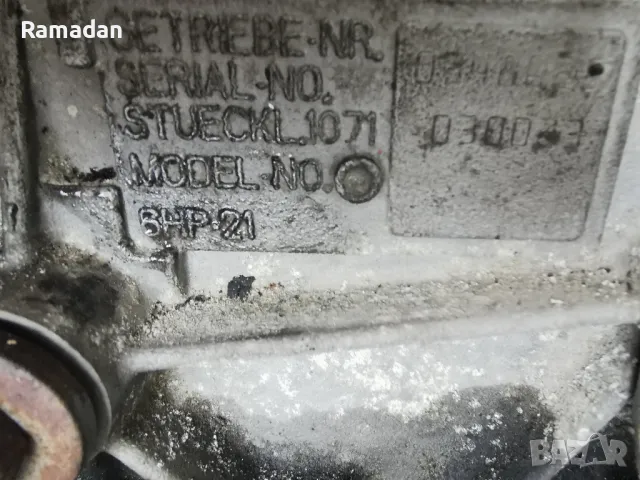 Ramadan
GETRIEBE-NR.
SERIAL-NO.
STUECKL.1071
MODEL-NO.
6HP-21
BAZAR